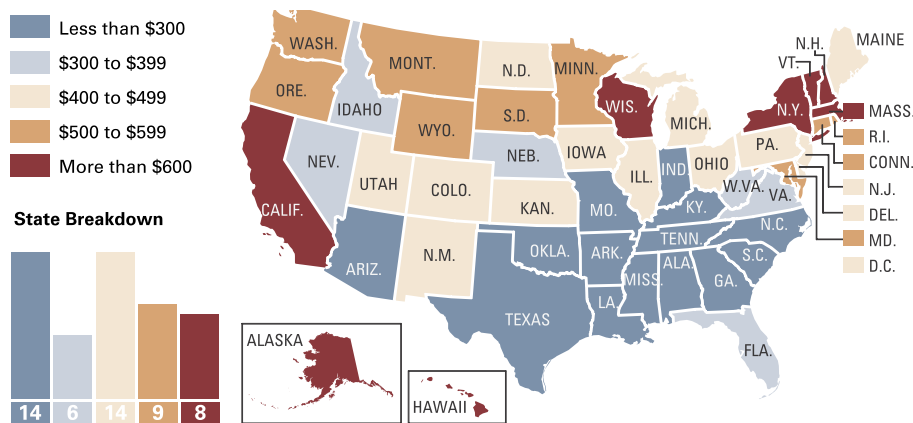 Less than $300
$300 to $399
$400 to $499
$500 to $599
More than $600
State Breakdown
14 6 14 9 8
WASH.
ORE.
CALIF.
IDAHO
NEV.
MONT.
WYO.
UTAH
ARIZ.
COLO.
N.M.
N.D.
S.D.
NEB.
KAN.
OKLA.
TEXAS
MINN.
IOWA
MO.
ARK.
LA.
WIS.
ILL.
MICH.
IND.
OHIO
KY.
TENN.
MISS.
ALA.
GA.
FLA.
S.C.
N.C.
VA.
W.VA.
PA.
N.Y.
VT.
N.H.
MAINE
MASS.
R.I.
CONN.
N.J.
DEL.
MD.
D.C.
ALASKA
HAWAII